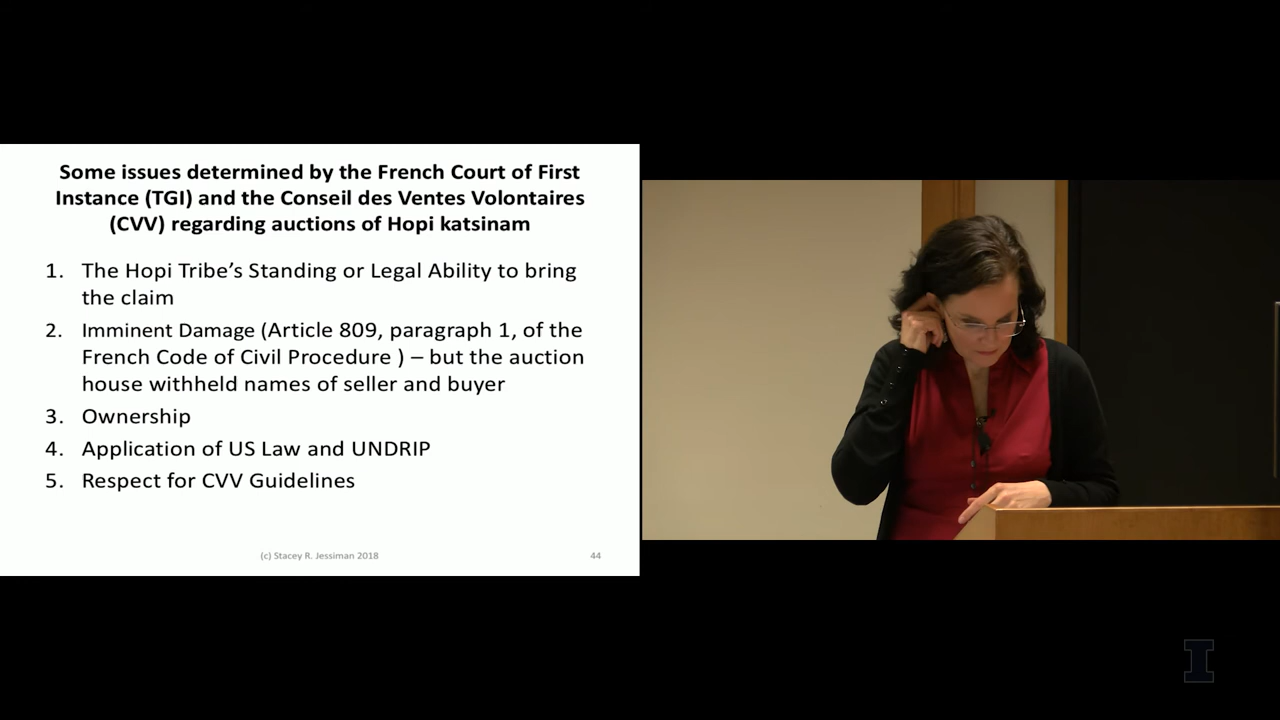 Some issues determined by the French Court of First
Instance (TGI) and the Conseil des Ventes Volontaires
(CVV) regarding auctions of Hopi katsinam
1. The Hopi Tribe's Standing or Legal Ability to bring
the claim
2. Imminent Damage (Article 809, paragraph 1, of the
French Code of Civil Procedure ) – but the auction
house withheld names of seller and buyer
3. Ownership
4. Application of US Law and UNDRIP
5. Respect for CVV Guidelines
(c) Stacey R. Jessiman 2018
44
I